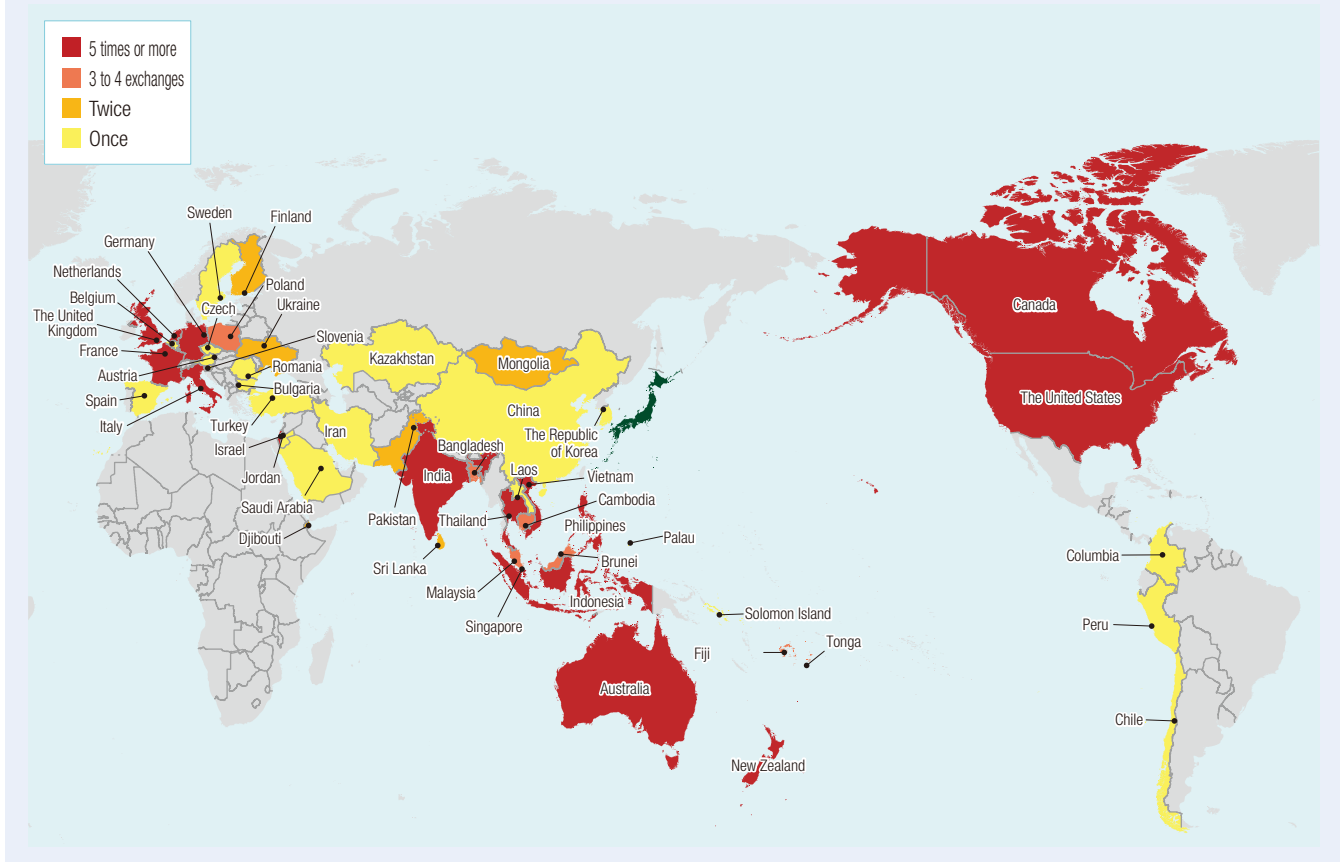 5 times or more
3 to 4 exchanges
Twice
Once
Sweden
Finland
Germany
Netherlands
Poland
Belgium
Czech
Ukraine
The United
Kingdom
Slovenia
France
Austria
Romania
Bulgaria
Spain
Italy
Turkey
Israel
Iran
Jordan
Saudi Arabia
Djibouti
Kazakhstan
Mongolia
China
The Republic
of Korea
Bangladesh
India
Laos
Vietnam
Cambodia
Pakistan
Thailand
Philippines
Palau
Sri Lanka
Brunei
Malaysia
Indonesia
Singapore
Solomon Island
Fiji
Tonga
Australia
New Zealand
Canada
The United States
Columbia
Peru
Chile